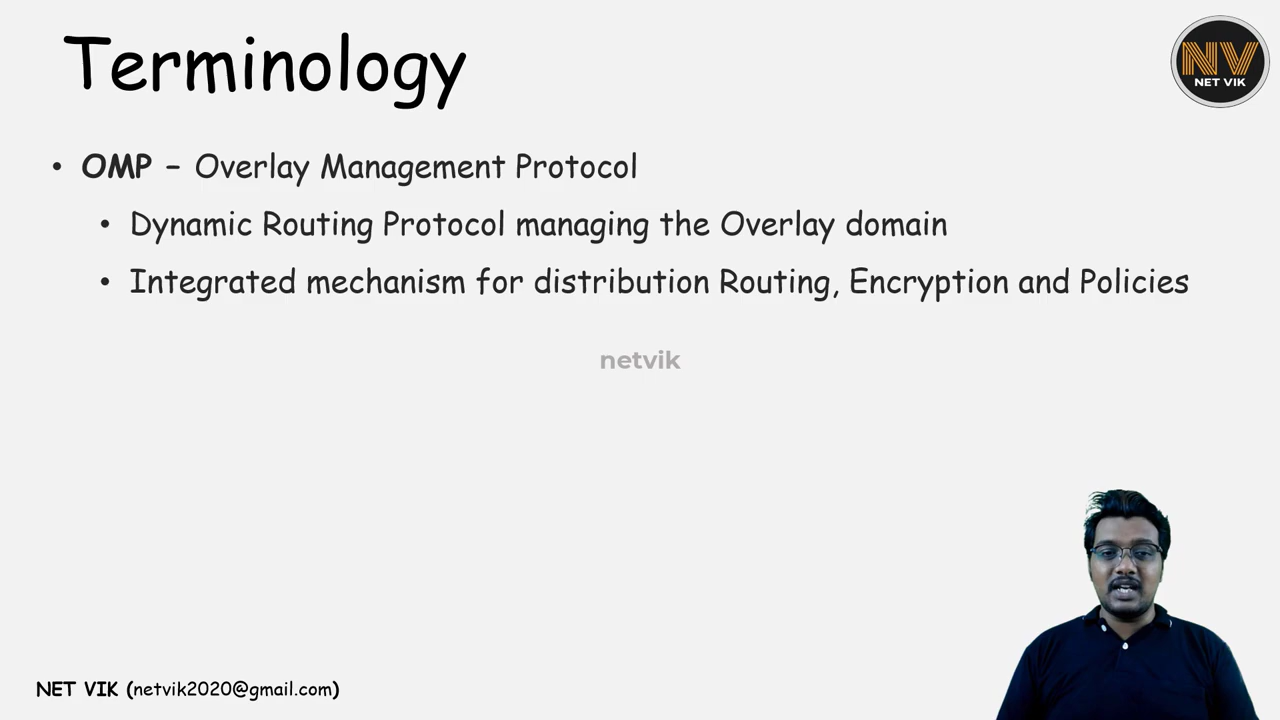 Terminology
NV
NET VIK
• OMP – Overlay Management Protocol
• Dynamic Routing Protocol managing the Overlay domain
• Integrated mechanism for distribution Routing, Encryption and Policies
netvik
NET VIK (netvik2020@gmail.com)